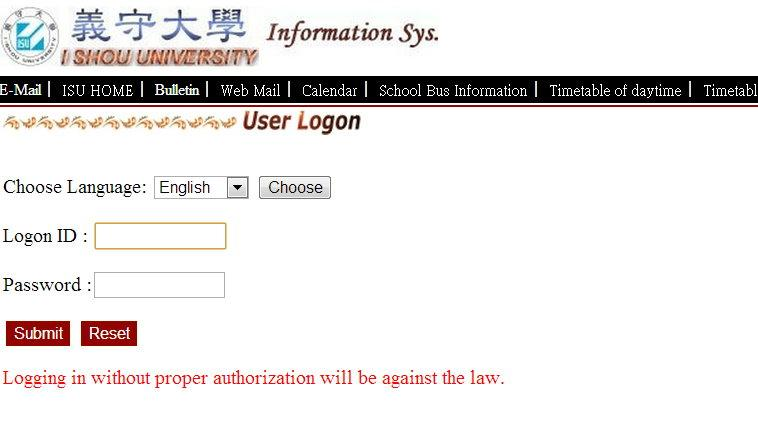 義守大學 Information Sys.
ISU
I SHOU UNIVERSITY
E-Mail | ISU HOME | Bulletin | Web Mail | Calendar | School Bus Information | Timetable of daytime | Timetabl
User Logon
Choose Language: English Choose
Logon ID :
Password :
Submit Reset
Logging in without proper authorization will be against the law.